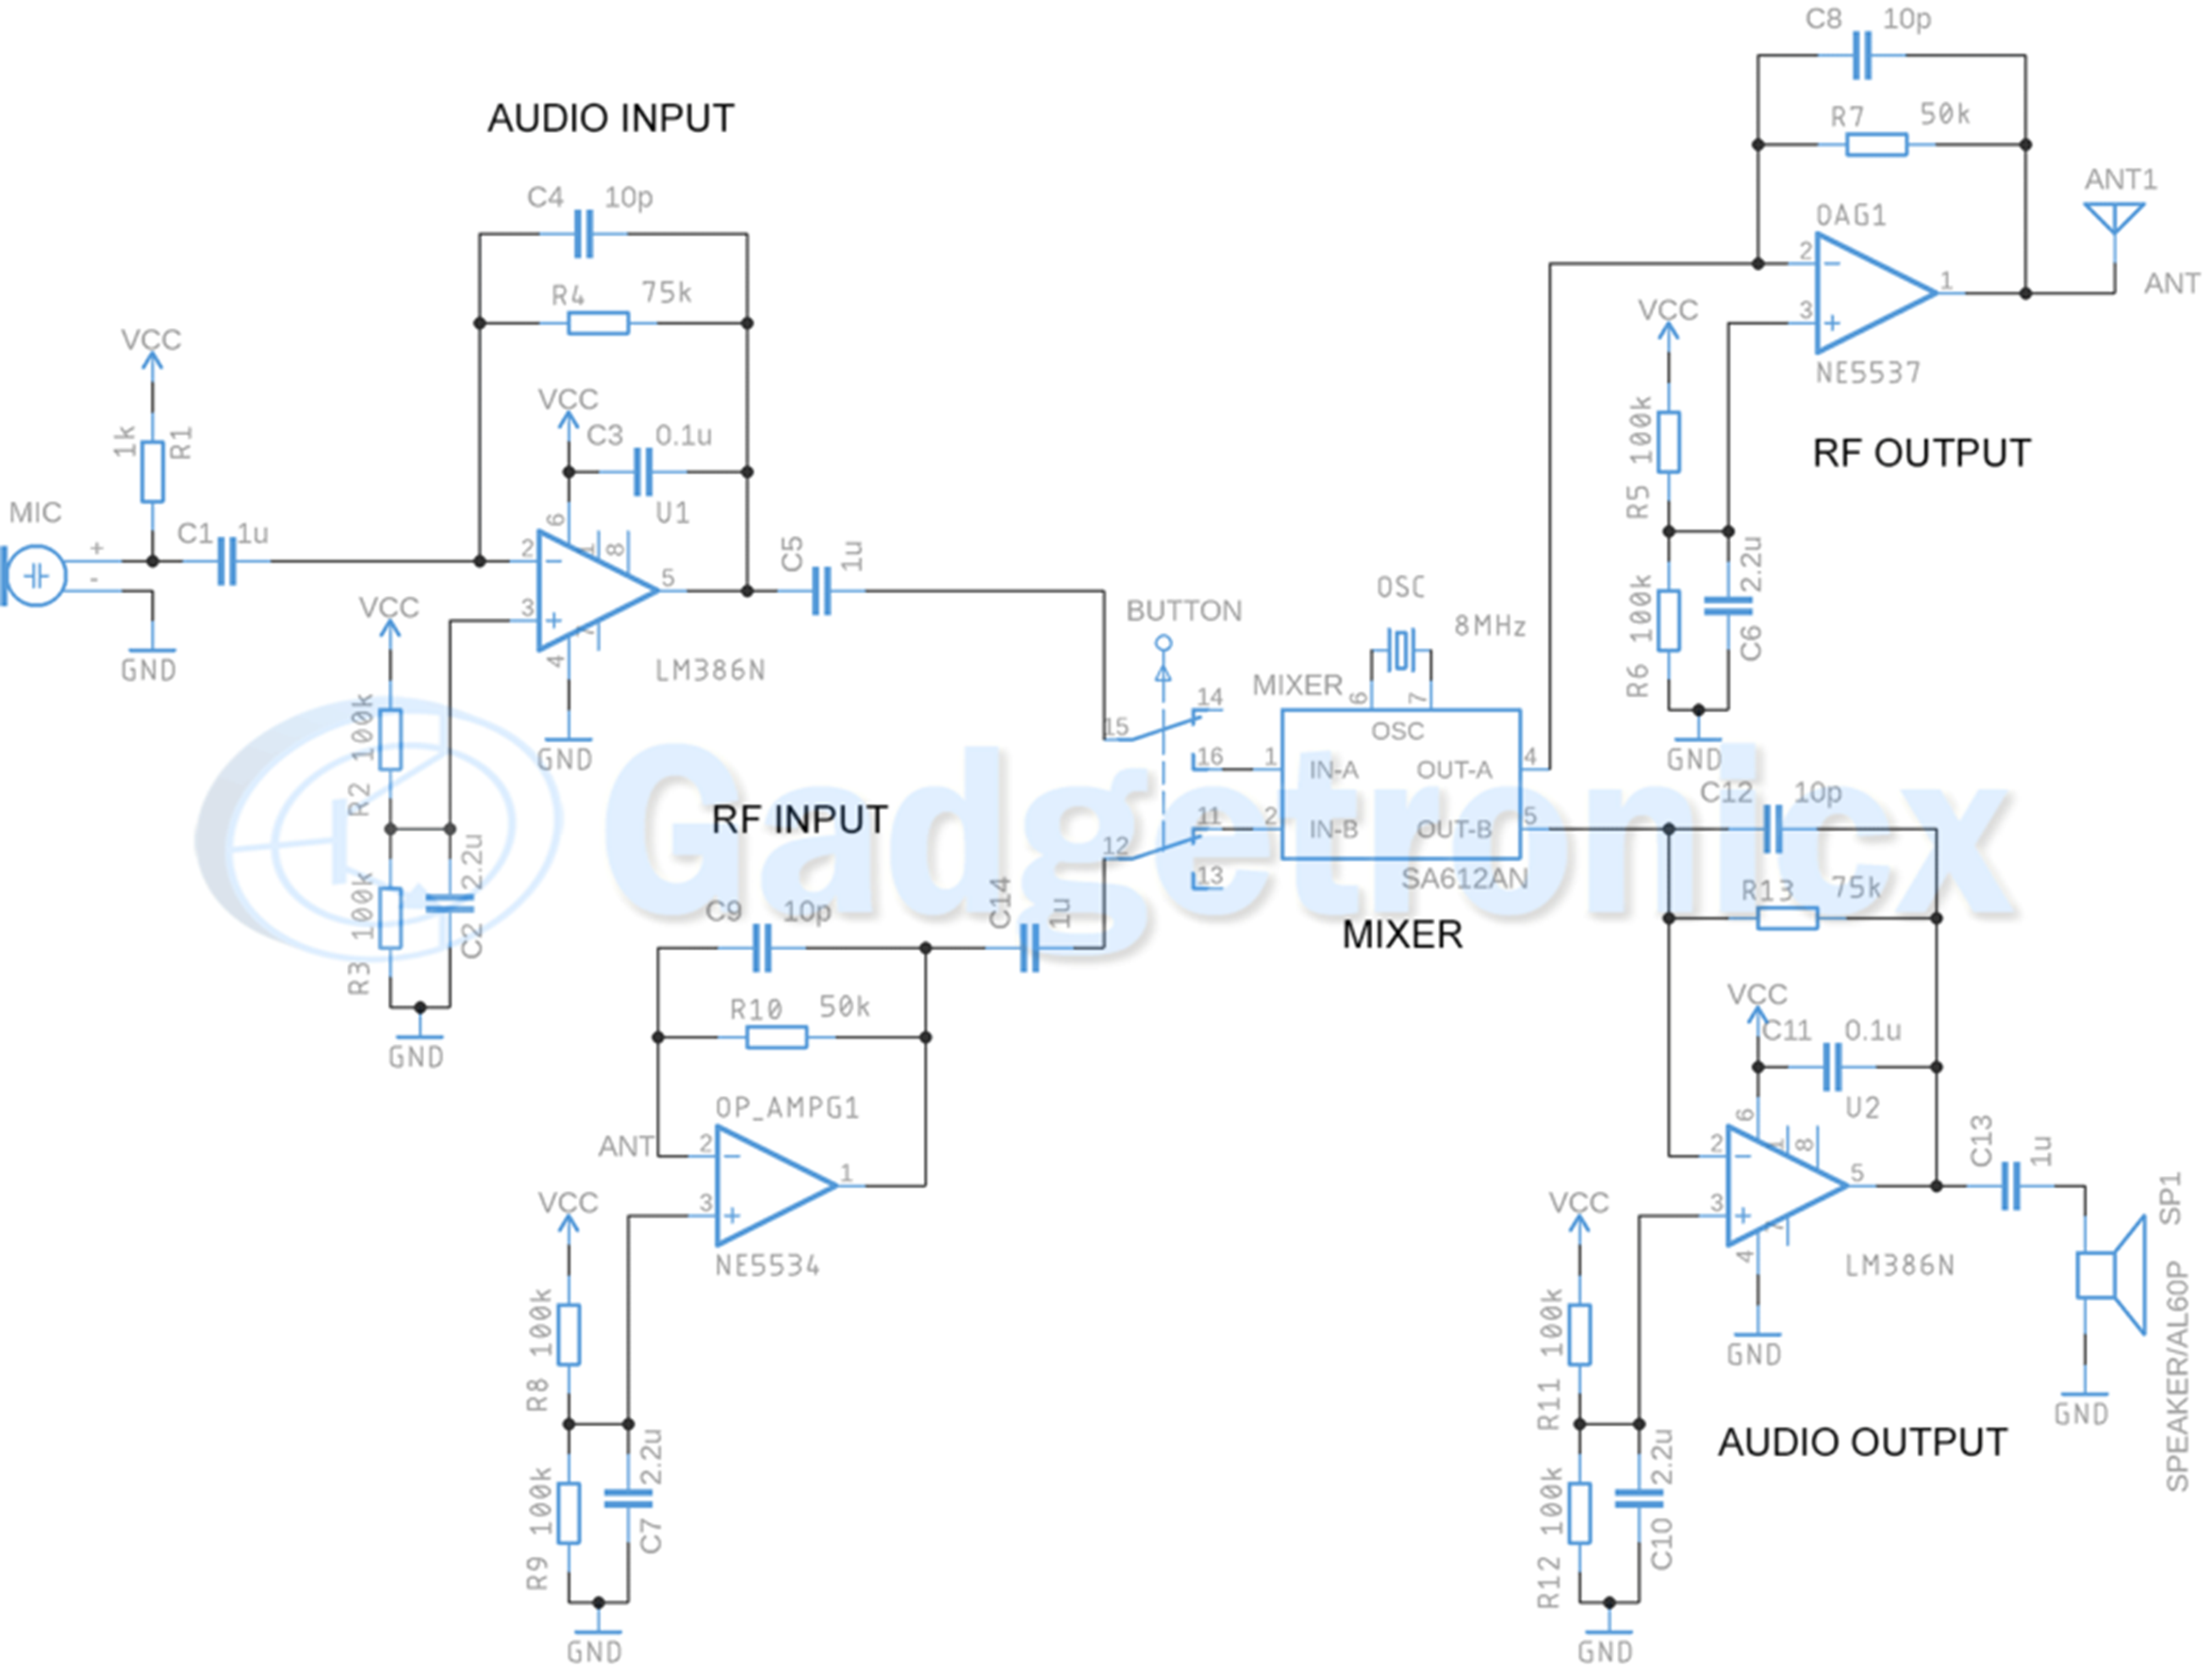 C8 10p
R7 50k
OAG1
2
3
1
NE5537
ANT1
ANT
VCC
100k
R5
100k
R6
2.2u
C6
GND
RF OUTPUT
AUDIO INPUT
C4 10p
R4 75k
VCC
C3 0.1u
U1
6
1
8
2
3
5
7
4
LM386N
GND
VCC
1k
R1
MIC
+
-
C1 1u
GND
VCC
100k
R2
100k
R3
2.2u
C2
GND
C5
1u
BUTTON
15
14
16
12
11
13
OSC
8MHz
MIXER
6
7
OSC
1
IN-A
OUT-A
4
2
IN-B
OUT-B
5
SA612AN
MIXER
Gadgetronicx
RF INPUT
C9 10p
C14
1u
R10 50k
OP_AMPG1
ANT
2
3
1
NE5534
VCC
100k
R8
100k
R9
2.2u
C7
GND
C12 10p
R13 75k
VCC
C11 0.1u
U2
6
1
8
2
3
5
7
4
LM386N
GND
C13
1u
SP1
SPEAKER/AL60P
GND
VCC
100k
R11
100k
R12
2.2u
C10
GND
AUDIO OUTPUT